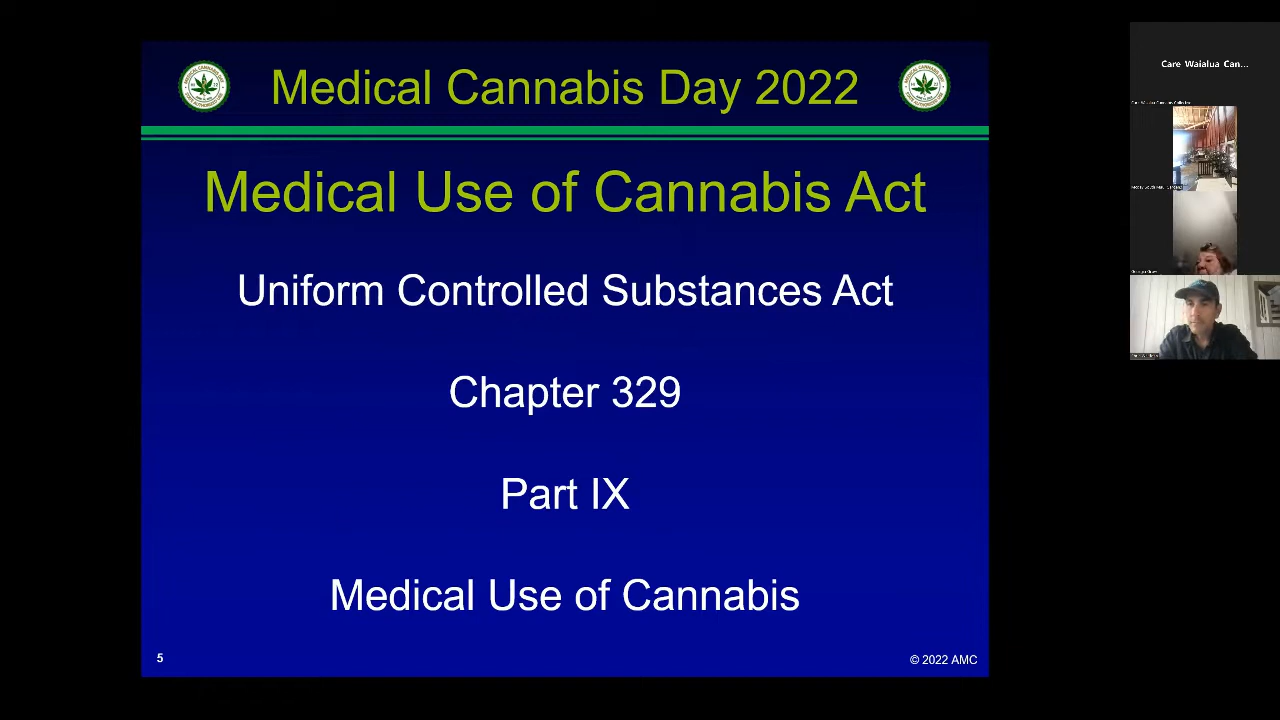 Medical Cannabis Day 2022
Medical Use of Cannabis Act
Uniform Controlled Substances Act
Chapter 329
Part IX
Medical Use of Cannabis
5
© 2022 AMC
Care Waialua Can...